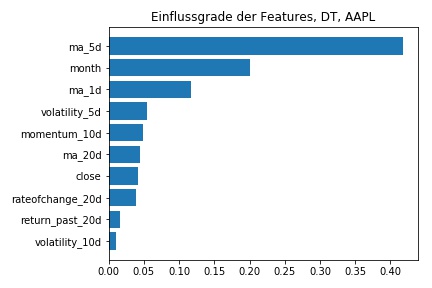 Einflussgrade der Features, DT, AAPL
ma_5d
month
ma_1d
volatility_5d
momentum_10d
ma_20d
close
rateofchange_20d
return_past_20d
volatility_10d
0.00 0.05 0.10 0.15 0.20 0.25 0.30 0.35 0.40